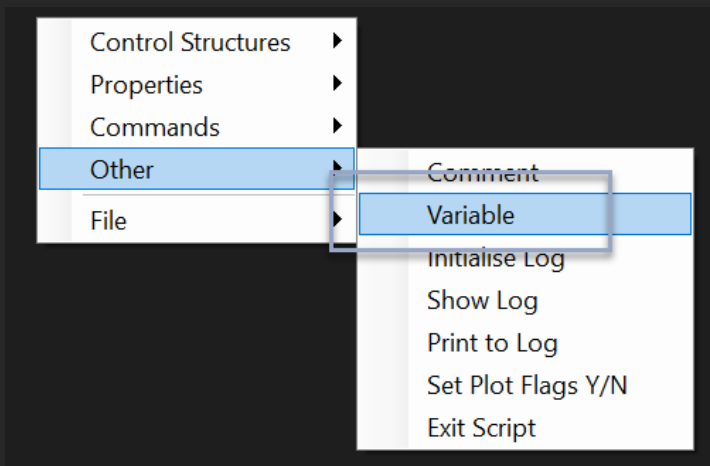 Control Structures
Properties
Commands
Other
File
Comment
Variable
Initialise Log
Show Log
Print to Log
Set Plot Flags Y/N
Exit Script